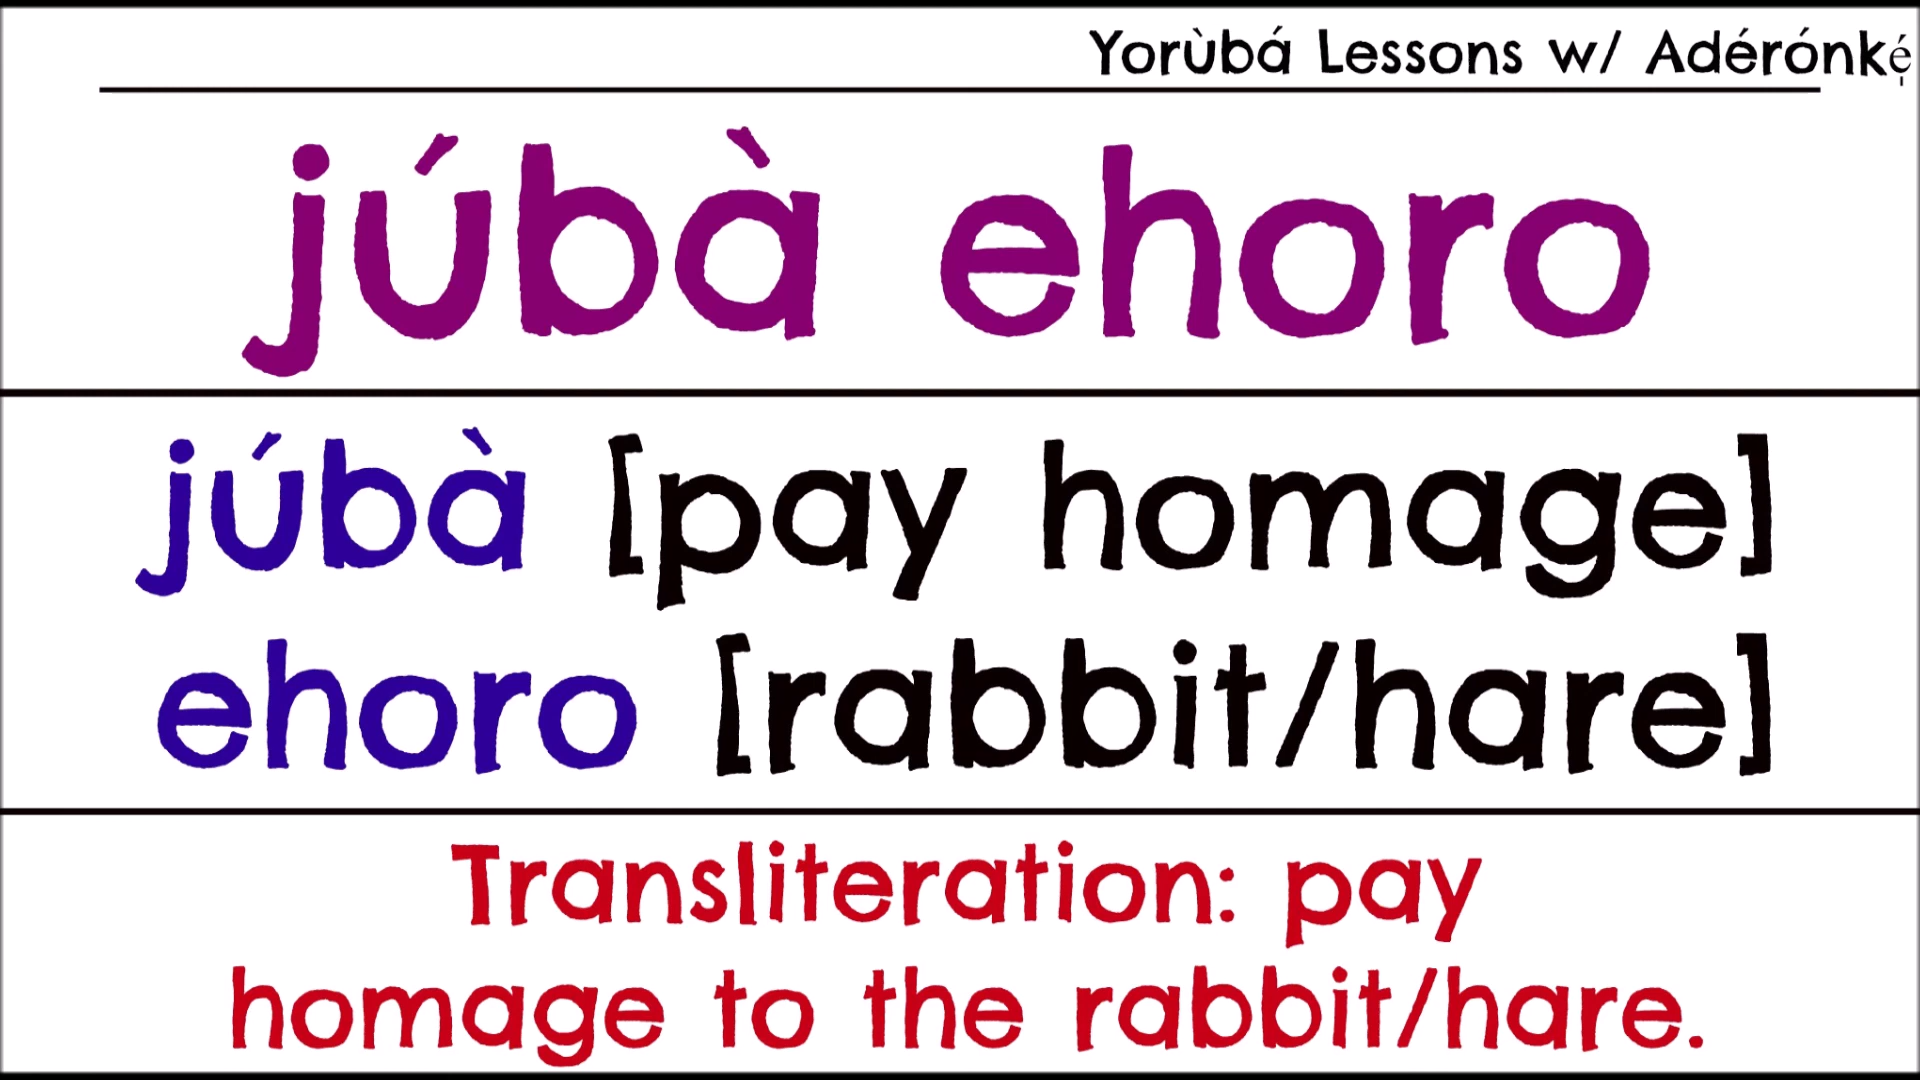 Yorùbá Lessons w/ Adérónkẹ́
júbà ehoro
júbà [pay homage]
ehoro [rabbit/hare]
Transliteration: pay
homage to the rabbit/hare.